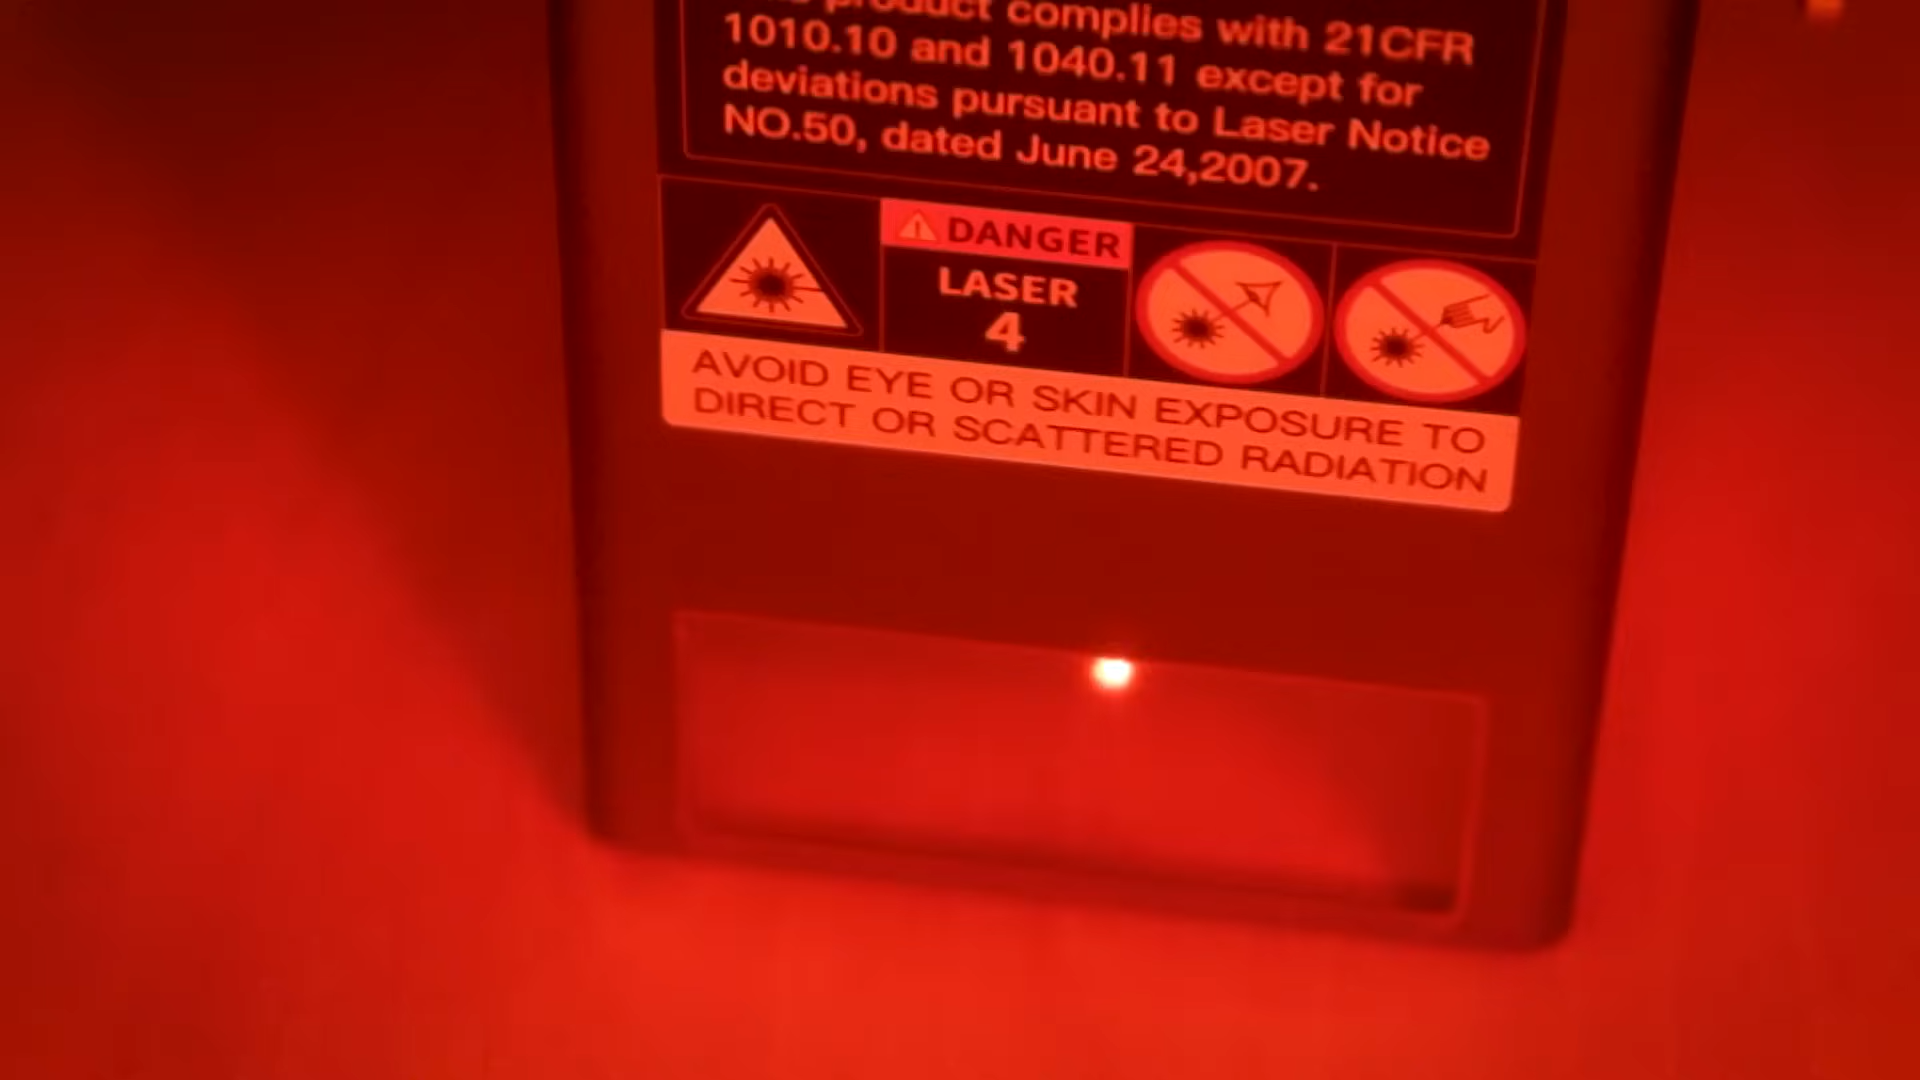 product complies with 21CFR
1010.10 and 1040.11 except for
deviations pursuant to Laser Notice
NO.50, dated June 24,2007.
DANGER
LASER
4
AVOID EYE OR SKIN EXPOSURE TO
DIRECT OR SCATTERED RADIATION